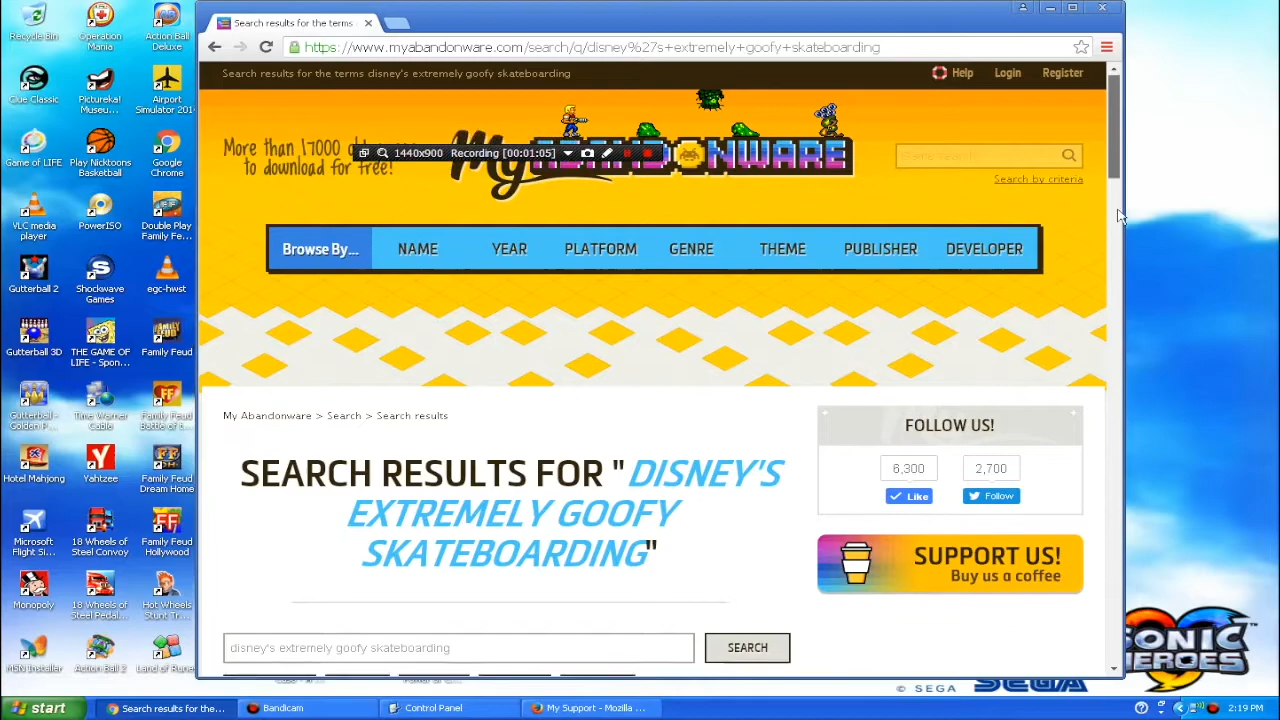 Search results for the terms
https://www.myabandonware.com/search/q/disney%27s+extremely+goofy+skateboarding
Search results for the terms disney's extremely goofy skateboarding
Help
Login
Register
More than 17000
to download for free!
My ABANDONWARE
1440x900
Recording [00:01:05]
Search by criteria
Browse By...
NAME
YEAR
PLATFORM
GENRE
THEME
PUBLISHER
DEVELOPER
My Abandonware > Search > Search results
SEARCH RESULTS FOR " DISNEY'S
EXTREMELY GOOFY
SKATEBOARDING"
disney's extremely goofy skateboarding
SEARCH
FOLLOW US!
6,300
2,700
Like
Follow
SUPPORT US!
Buy us a coffee
Recycle Bin
Operation
Mania
Action Ball
Deluxe
Clue Classic
Pictureka!
Museu...
Airport
Simulator 201
Game of LIFE
Play Nicktoons
Basketball
Google
Chrome
VLC media
player
PowerISO
Double Play
Family Fe...
Gutterball 2
Shockwave
Games
egc-hwst
Gutterball 3D
THE GAME OF
LIFE - Spon...
Family Feud
Gutterball -
Golden P...
Time Warner
Cable
Family Feud
Battle of t...
Hotel Mahjong
Yahtzee
Family Feud
Dream Home
Microsoft
Flight Si...
18 Wheels of
Steel Convoy
Family Feud
Hollywood
Monopoly
18 Wheels of
Steel Pedal...
Hot Wheels
Stunt Tr...
MSN Installer
Action Ball 2
Land of Rune
SONIC
HEROES
™
© SEGA
SEGA
start
Search results for the...
Bandicam
Control Panel
My Support - Mozilla ...
2:19 PM